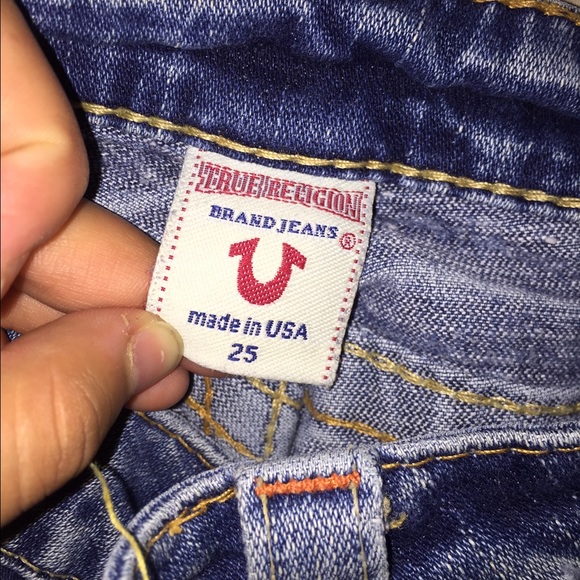 TRUE RELIGION
BRAND JEANS
®
made in USA
25